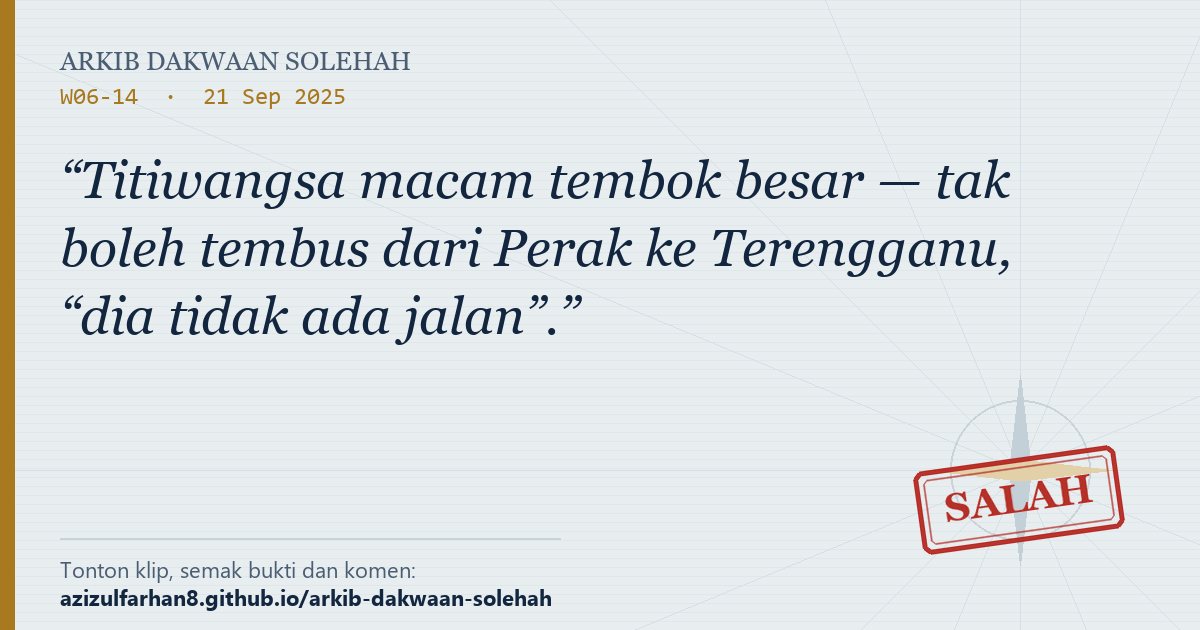 ARKIB DAKWAAN SOLEHAH
W06-14 · 21 Sep 2025
“Titiwangsa macam tembok besar — tak
boleh tembus dari Perak ke Terengganu,
“dia tidak ada jalan”.”
SALAH
Tonton klip, semak bukti dan komen:
azizulfarhan8.github.io/arkib-dakwaan-solehah